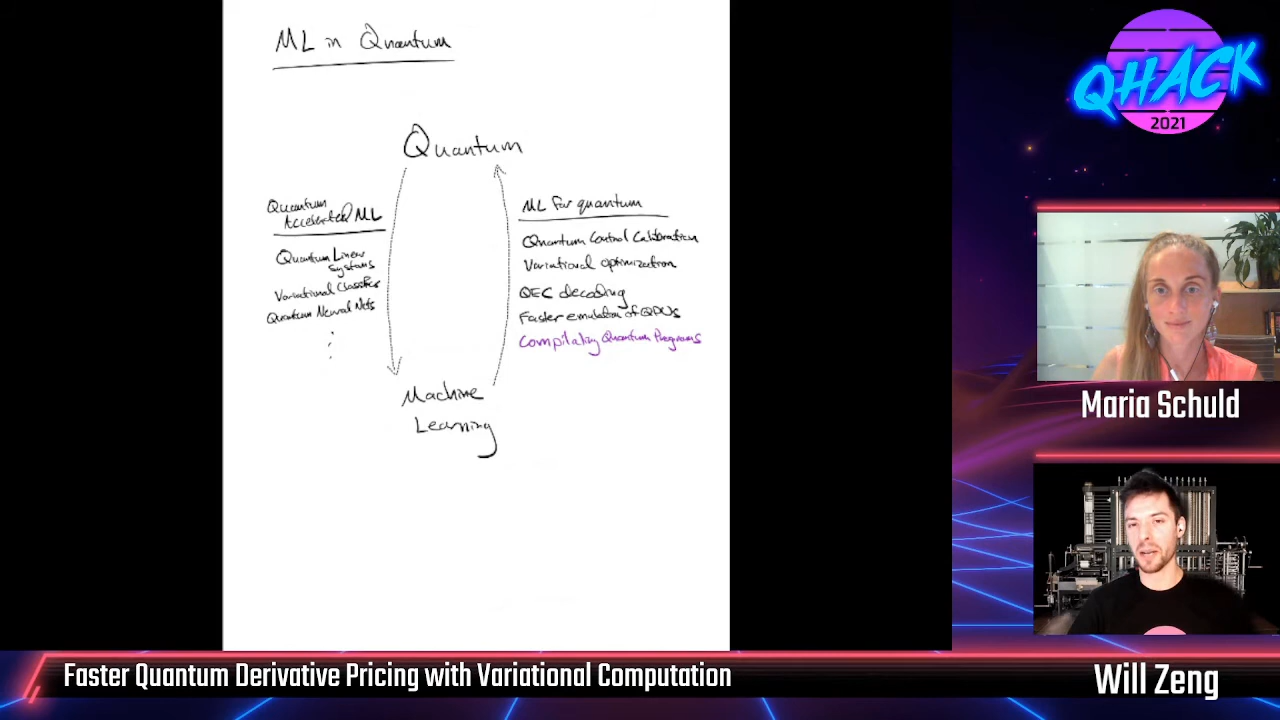 ML in Quantum
Quantum
Quantum
Accelerated ML
Quantum Linear
Systems
Variational Classifier
Quantum Neural Nets
ML for quantum
Quantum Control Calibration
Variational optimization
QEC decoding
Faster emulation of QPUs
Compilating Quantum Programs
Machine
Learning
QHACK
2021
Maria Schuld
Will Zeng
Faster Quantum Derivative Pricing with Variational Computation